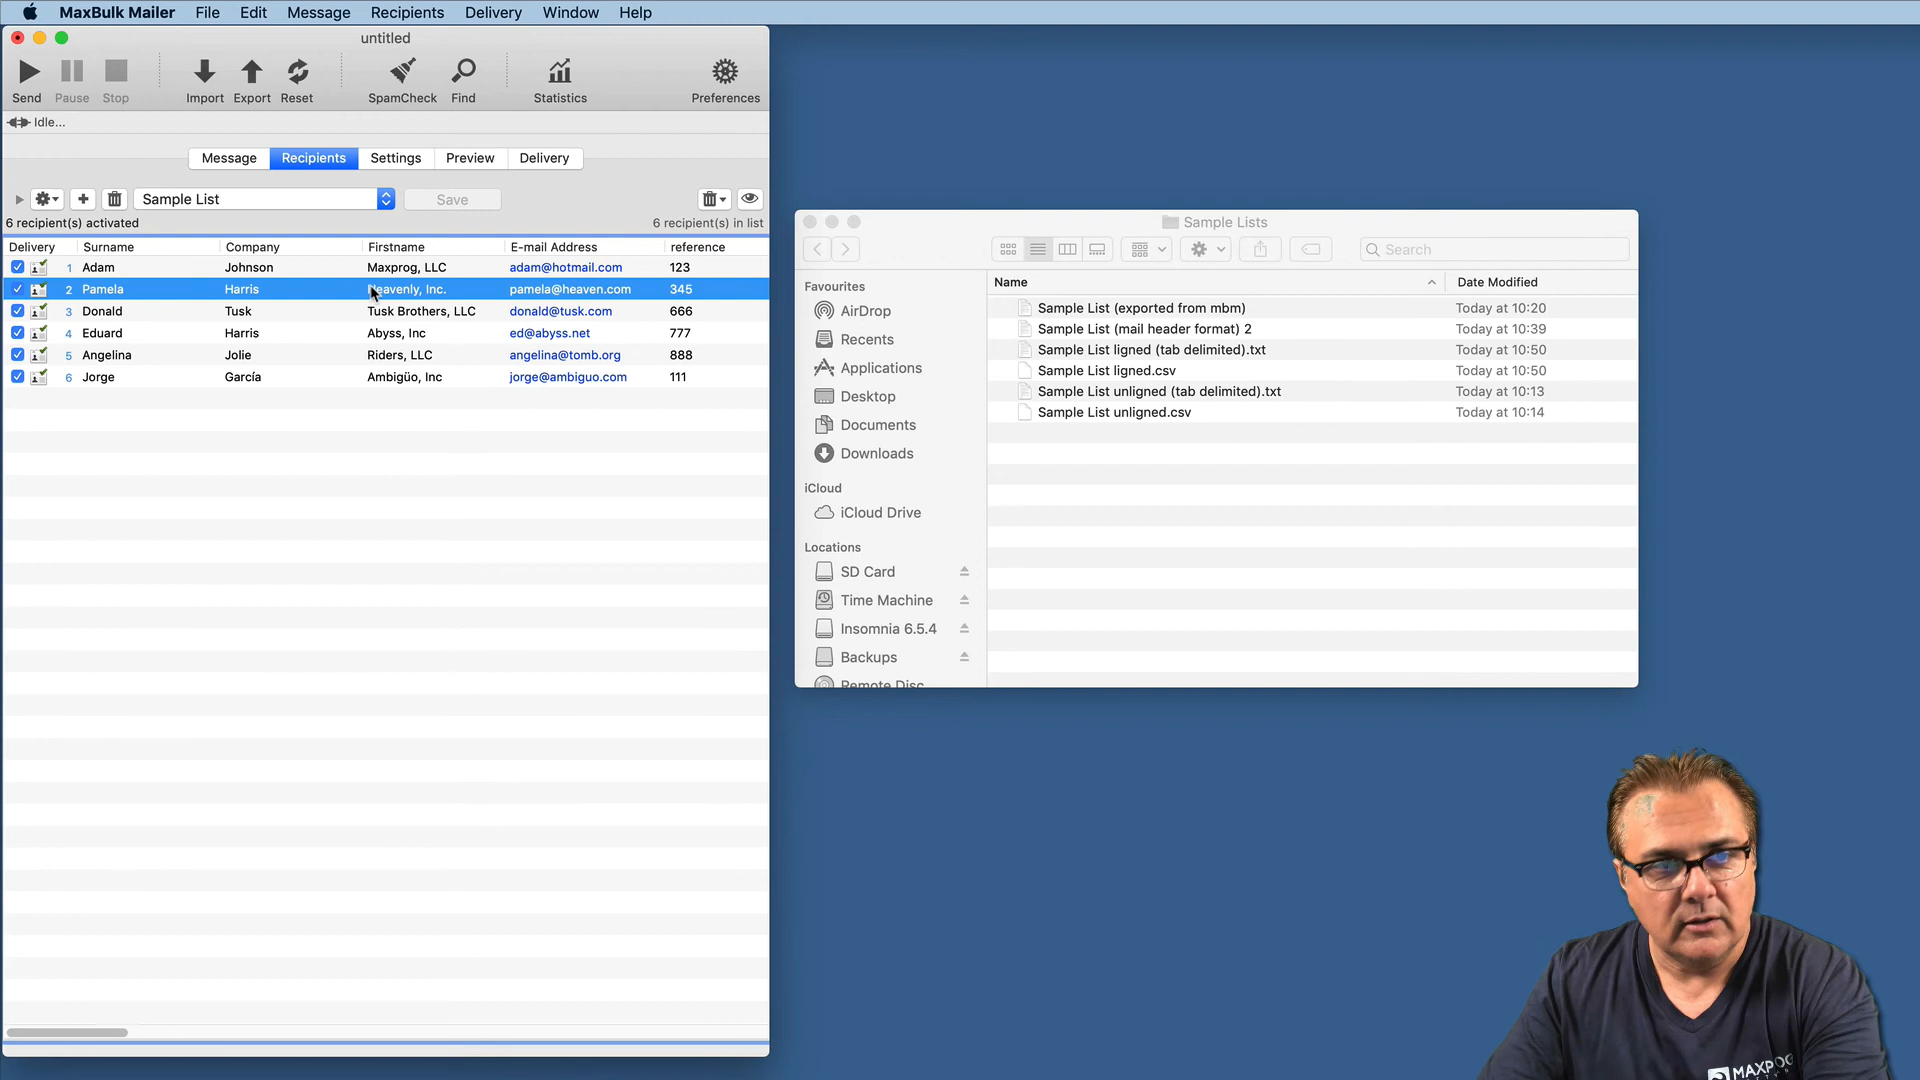 MaxBulk Mailer File Edit Message Recipients Delivery Window Help
untitled
Send Pause Stop Import Export Reset SpamCheck Find Statistics Preferences
Idle...
Message Recipients Settings Preview Delivery
Sample List Save
6 recipient(s) activated 6 recipient(s) in list
Delivery Surname Company Firstname E-mail Address reference
1 Adam Johnson Maxprog, LLC adam@hotmail.com 123
2 Pamela Harris Heavenly, Inc. pamela@heaven.com 345
3 Donald Tusk Tusk Brothers, LLC donald@tusk.com 666
4 Eduard Harris Abyss, Inc ed@abyss.net 777
5 Angelina Jolie Riders, LLC angelina@tomb.org 888
6 Jorge García Ambigüo, Inc jorge@ambiguo.com 111
Sample Lists
Search
Favourites
AirDrop
Recents
Applications
Desktop
Documents
Downloads
iCloud
iCloud Drive
Locations
SD Card
Time Machine
Insomnia 6.5.4
Backups
Remote Disc
Name Date Modified
Sample List (exported from mbm) Today at 10:20
Sample List (mail header format) 2 Today at 10:39
Sample List ligned (tab delimited).txt Today at 10:50
Sample List ligned.csv Today at 10:50
Sample List unligned (tab delimited).txt Today at 10:13
Sample List unligned.csv Today at 10:14